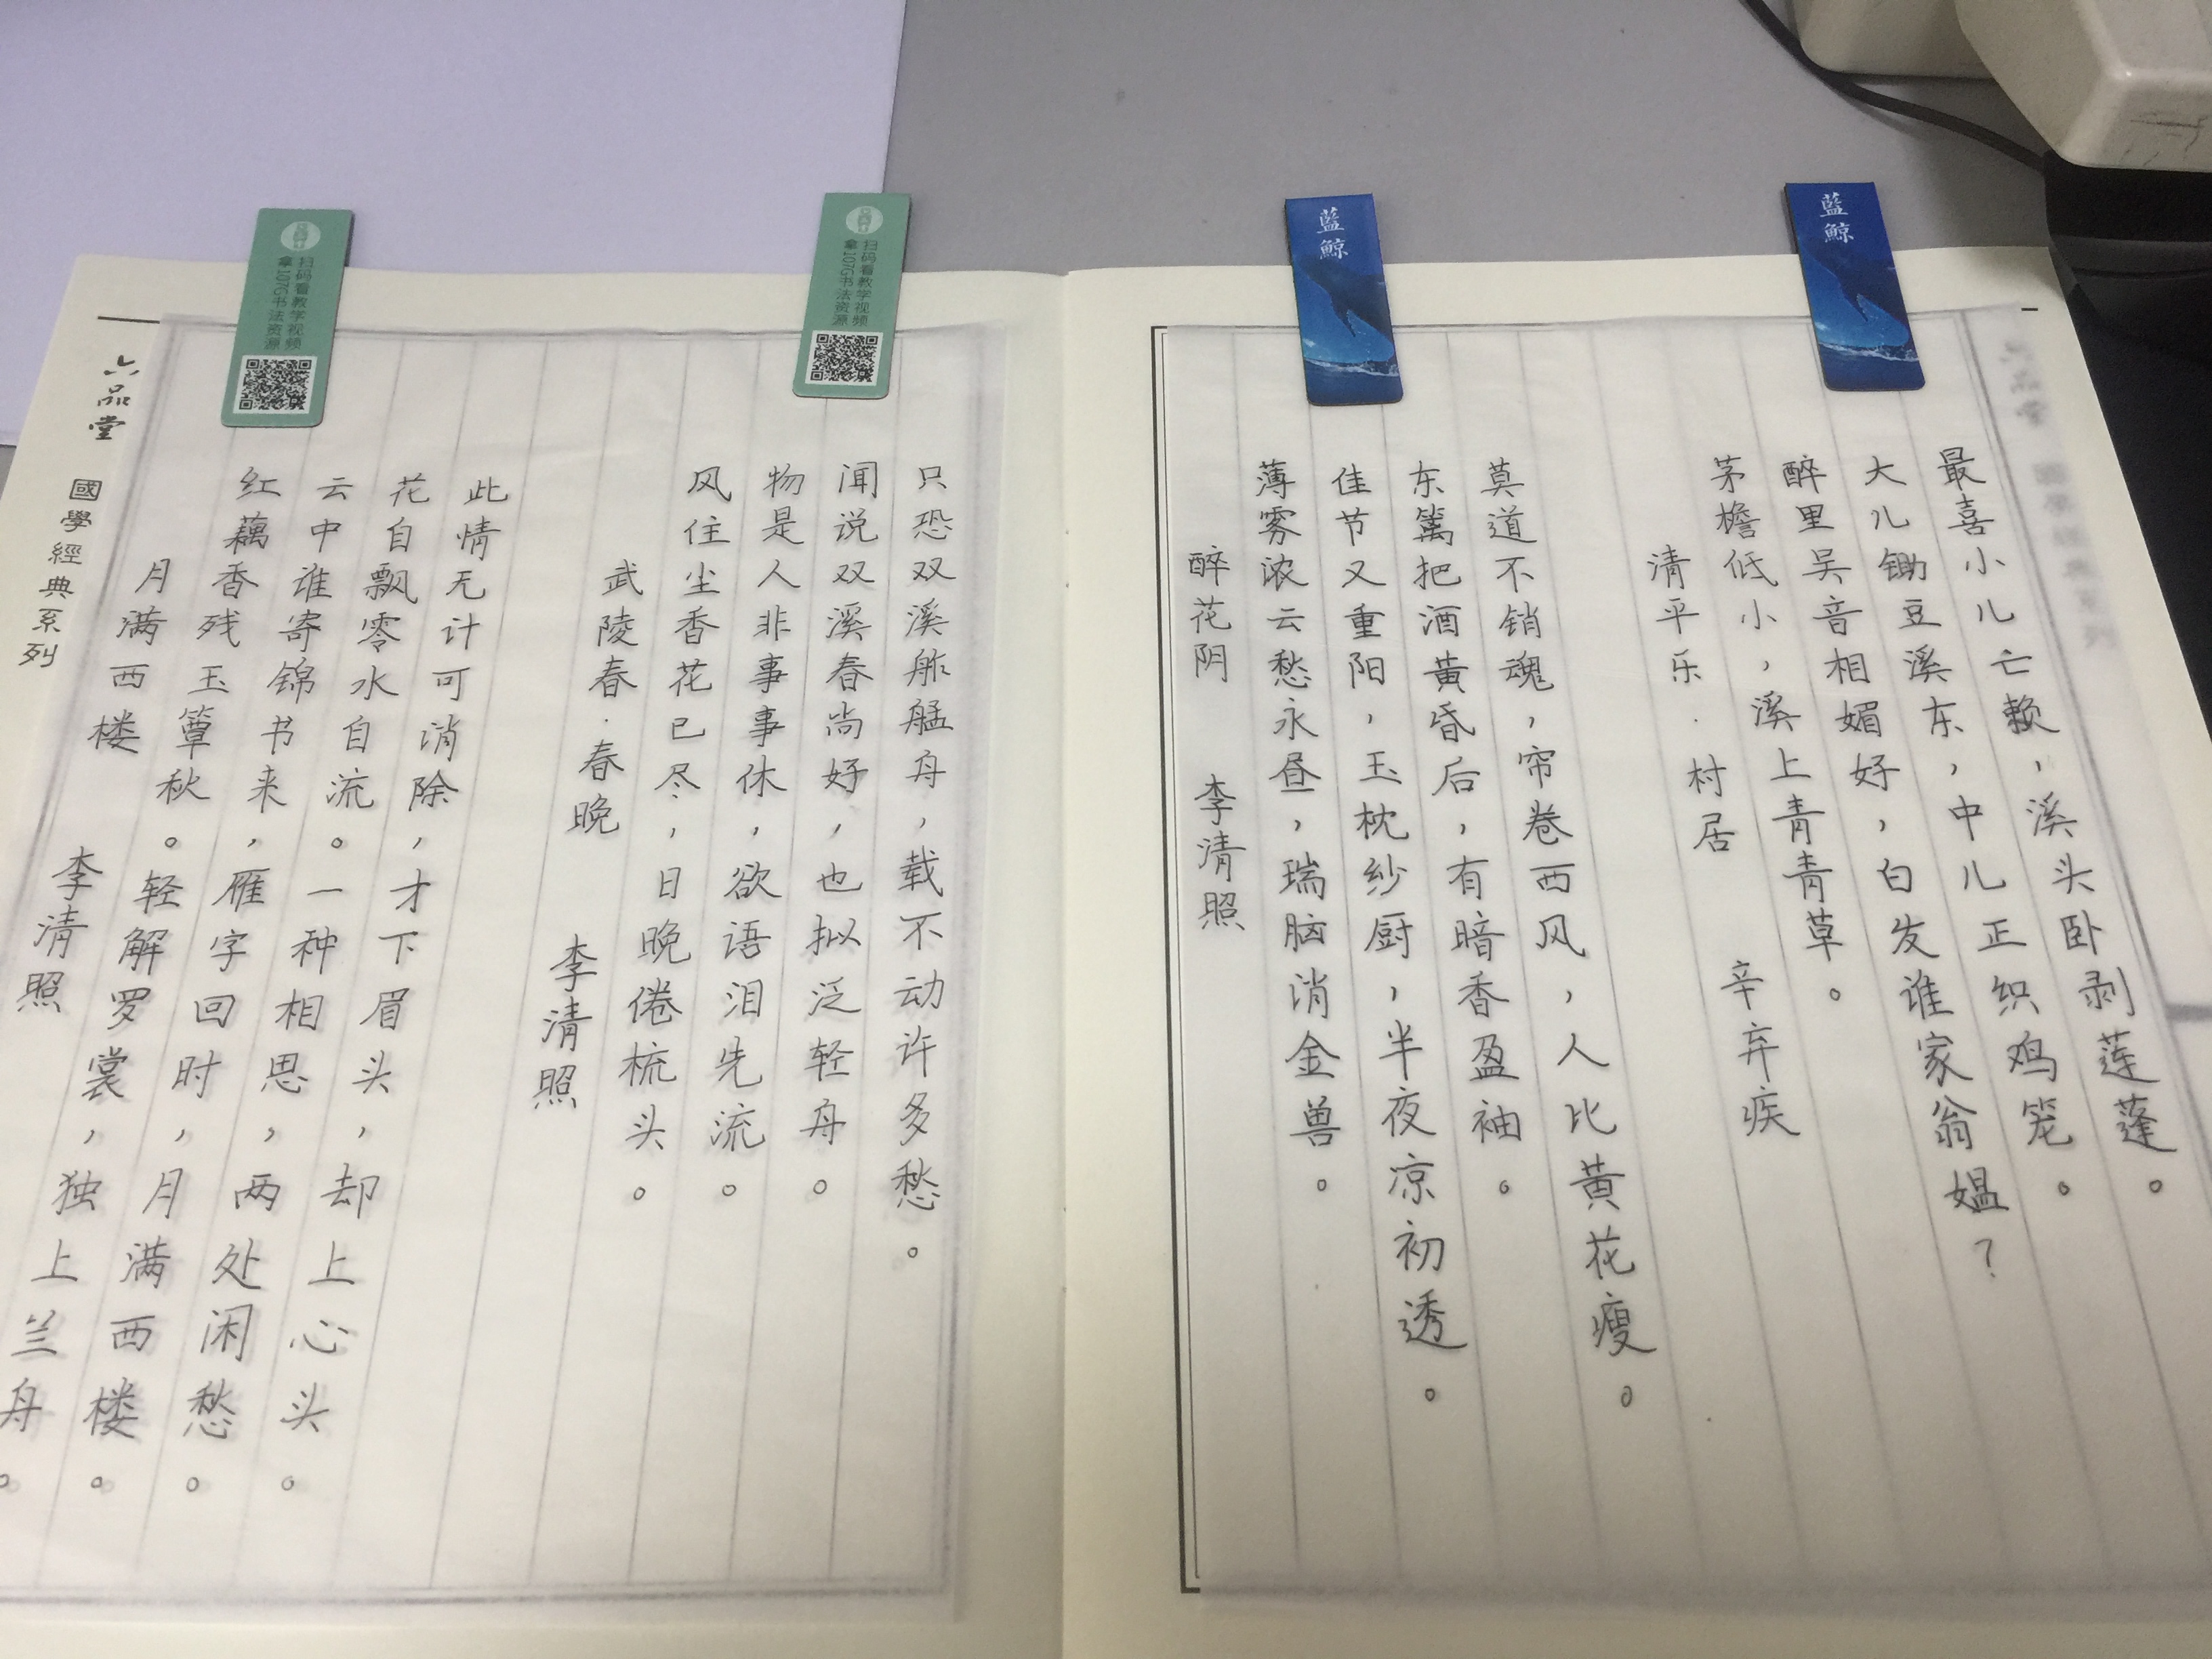 扫码看教学视频
拿107G书法资源
扫码看教学视频
拿107G书法资源
藍鯨
藍鯨
六品堂 國學經典系列
月满西楼 李清照
红藕香残玉簟秋。轻解罗裳，独上兰舟。
云中谁寄锦书来，雁字回时，月满西楼。
花自飘零水自流。一种相思，两处闲愁。
此情无计可消除，才下眉头，却上心头。
武陵春·春晚 李清照
风住尘香花已尽，日晚倦梳头。
物是人非事事休，欲语泪先流。
闻说双溪春尚好，也拟泛轻舟。
只恐双溪舴艋舟，载不动许多愁。
醉花阴 李清照
薄雾浓云愁永昼，瑞脑消金兽。
佳节又重阳，玉枕纱厨，半夜凉初透。
东篱把酒黄昏后，有暗香盈袖。
莫道不销魂，帘卷西风，人比黄花瘦。
清平乐·村居 辛弃疾
茅檐低小，溪上青青草。
醉里吴音相媚好，白发谁家翁媪？
大儿锄豆溪东，中儿正织鸡笼。
最喜小儿亡赖，溪头卧剥莲蓬。